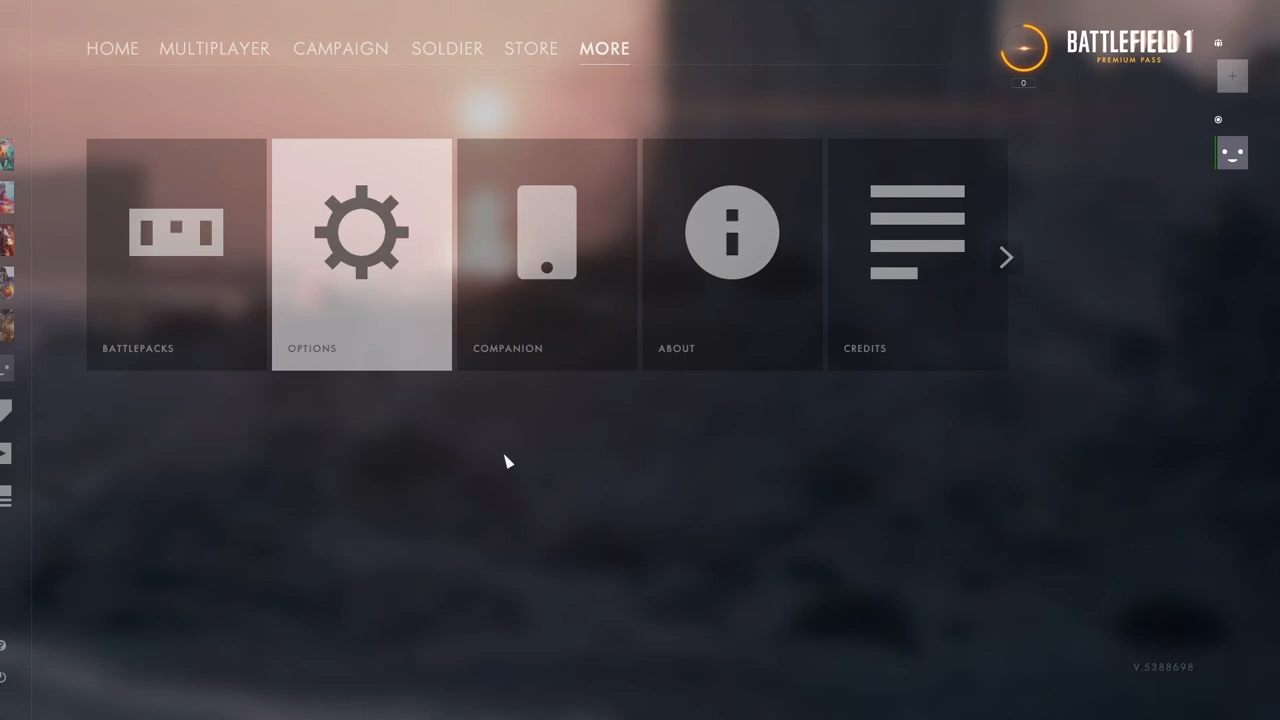 HOME MULTIPLAYER CAMPAIGN SOLDIER STORE MORE
BATTLEFIELD 1
PREMIUM PASS
0
BATTLEPACKS
OPTIONS
COMPANION
ABOUT
CREDITS
V.5388698